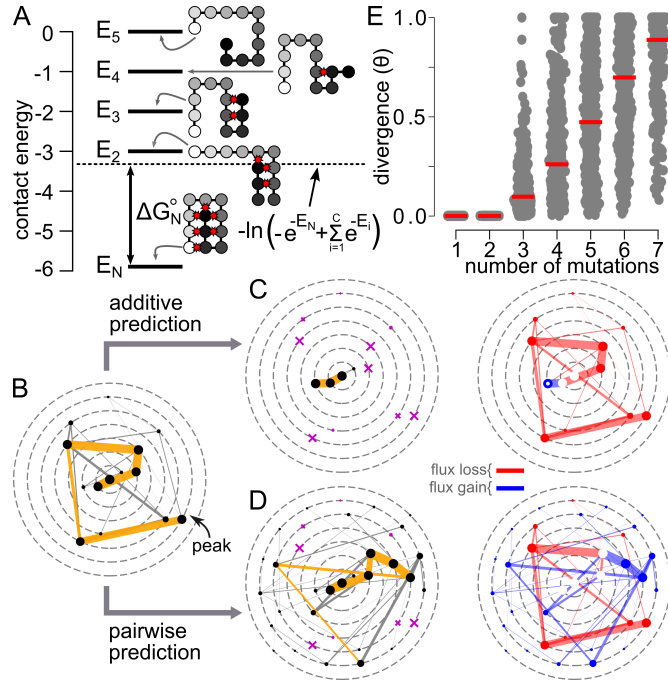 A
contact energy
0
-1
-2
-3
-4
-5
-6
E5
E4
E3
E2
EN
ΔG°N
-ln(-e^-EN + Σ^C i=1 e^-Ei)
E
divergence (θ)
1.0
0.5
0.0
1 2 3 4 5 6 7
number of mutations
additive
prediction
C
B
peak
flux loss{
flux gain{
D
pairwise
prediction